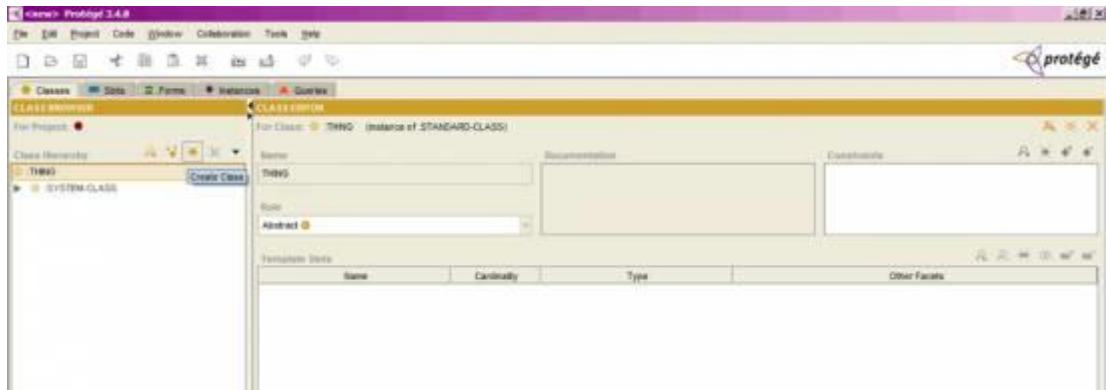 <new> Protégé 3.4.8
File Edit Project Code Window Collaboration Tools Help
protégé
Classes Slots Forms Instances Queries
CLASS BROWSER
CLASS EDITOR
For Project:
For Class: THING (instance of :STANDARD-CLASS)
Class Hierarchy
Name
Documentation
Constraints
:THING
THING
Create Class
:SYSTEM-CLASS
Role
Abstract
Template Slots
Name Cardinality Type Other Facets